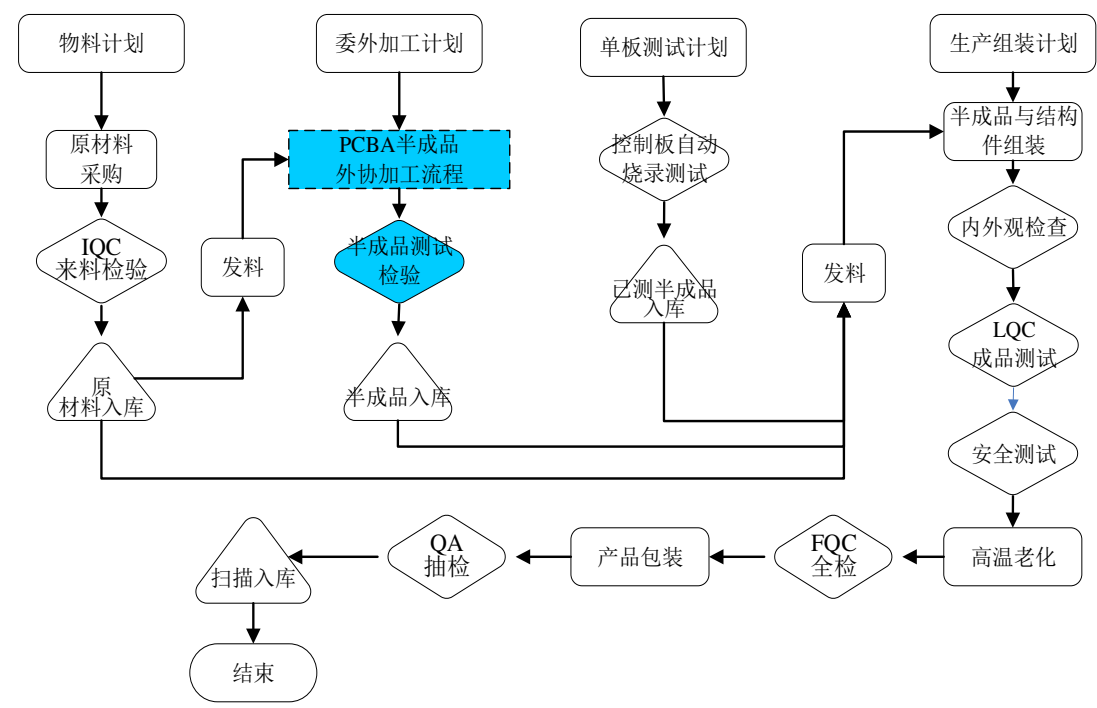 物料计划
委外加工计划
单板测试计划
生产组装计划
原材料
采购
PCBA半成品
外协加工流程
控制板自动
烧录测试
半成品与结构
件组装
IQC
来料检验
发料
半成品测试
检验
已测半成品
入库
发料
内外观检查
LQC
成品测试
原
材料入库
半成品入库
安全测试
扫描入库
QA
抽检
产品包装
FQC
全检
高温老化
结束